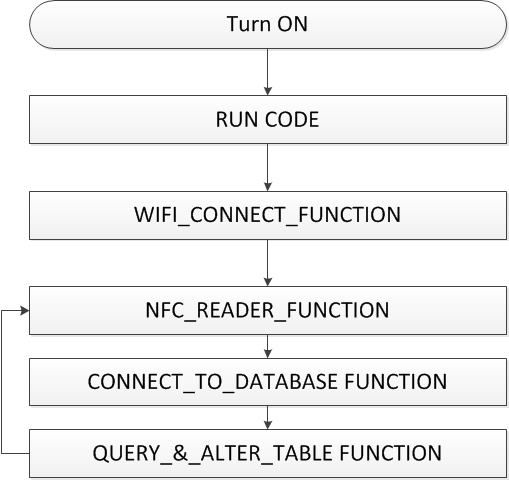 Turn ON
RUN CODE
WIFI_CONNECT_FUNCTION
NFC_READER_FUNCTION
CONNECT_TO_DATABASE FUNCTION
QUERY_&_ALTER_TABLE FUNCTION